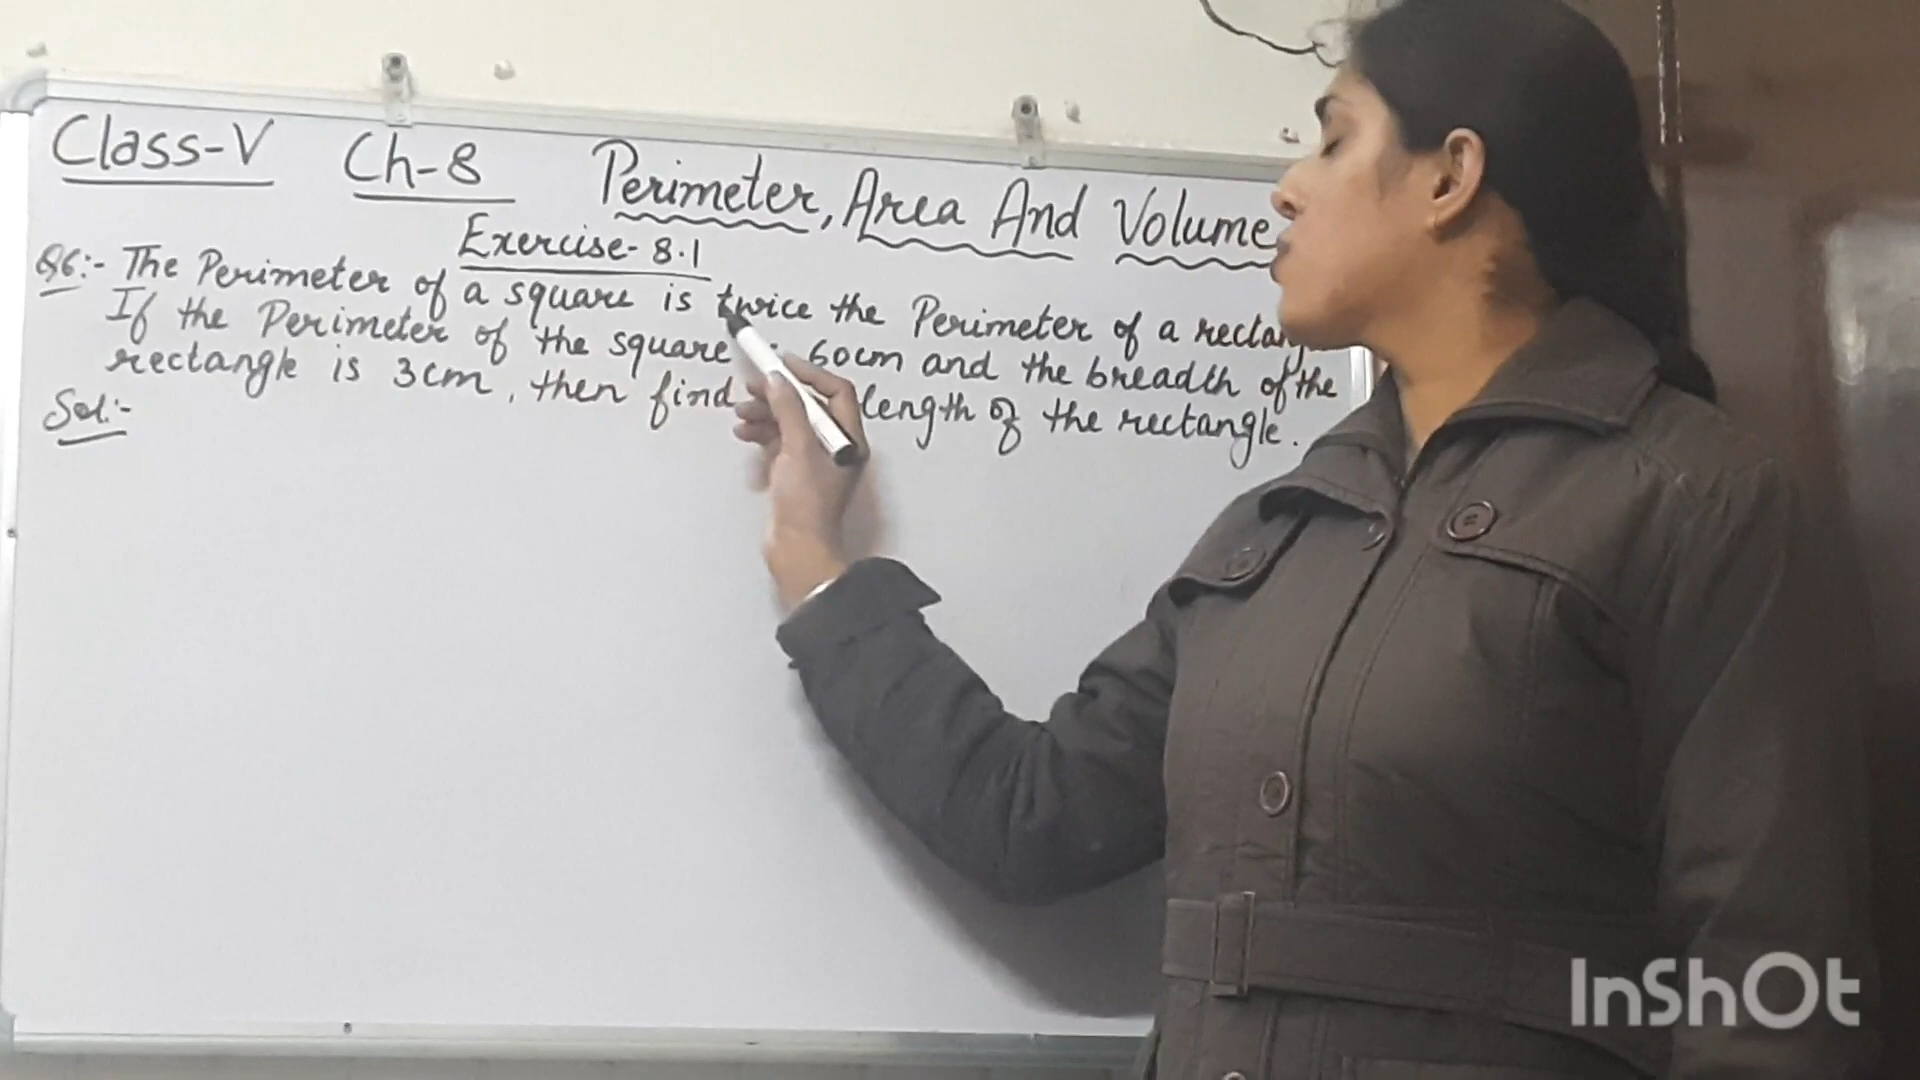 Class-V Ch-8 Perimeter, Area And Volume
Exercise-8.1
Q6:- The Perimeter of a square is twice the Perimeter of a
If the Perimeter of the square 60cm and the breadth of the
rectangle is 3cm, then find length of the rectangle.
Sol:-
InShOt